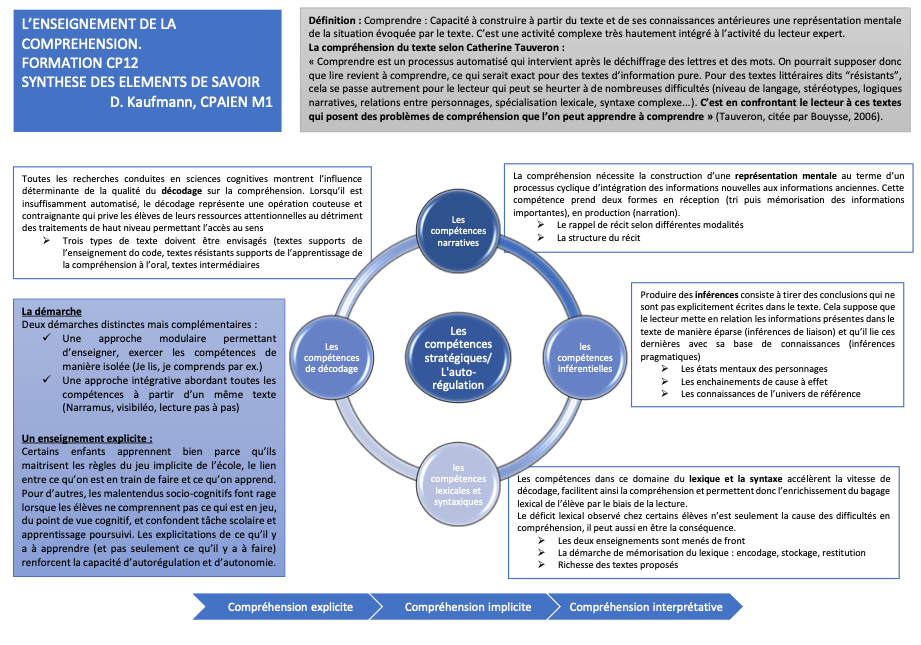 L'ENSEIGNEMENT DE LA
COMPREHENSION.
FORMATION CP12
SYNTHESE DES ELEMENTS DE SAVOIR
D. Kaufmann, CPAIEN M1
Définition : Comprendre : Capacité à construire à partir du texte et de ses connaissances antérieures une représentation mentale
de la situation évoquée par le texte. C'est une activité complexe très hautement intégré à l'activité du lecteur expert.
La compréhension du texte selon Catherine Tauveron :
« Comprendre est un processus automatisé qui intervient après le déchiffrage des lettres et des mots. On pourrait supposer donc
que lire revient à comprendre, ce qui serait exact pour des textes d'information pure. Pour des textes littéraires dits "résistants",
cela se passe autrement pour le lecteur qui peut se heurter à de nombreuses difficultés (niveau de langage, stéréotypes, logiques
narratives, relations entre personnages, spécialisation lexicale, syntaxe complexe...). C'est en confrontant le lecteur à ces textes
qui posent des problèmes de compréhension que l'on peut apprendre à comprendre » (Tauveron, citée par Bouysse, 2006).
Toutes les recherches conduites en sciences cognitives montrent l'influence
déterminante de la qualité du décodage sur la compréhension. Lorsqu'il est
insuffisamment automatisé, le décodage représente une opération couteuse et
contraignante qui prive les élèves de leurs ressources attentionnelles au détriment
des traitements de haut niveau permettant l'accès au sens
➢ Trois types de texte doivent être envisagés (textes supports de
l'enseignement do code, textes résistants supports de l'apprentissage de
la compréhension à l'oral, textes intermédiaires
La compréhension nécessite la construction d'une représentation mentale au terme d'un
processus cyclique d'intégration des informations nouvelles aux informations anciennes. Cette
compétence prend deux formes en réception (tri puis mémorisation des informations
importantes), en production (narration).
➢ Le rappel de récit selon différentes modalités
➢ La structure du récit
Les
compétences
narratives
La démarche
Deux démarches distinctes mais complémentaires :
✓ Une approche modulaire permettant
d'enseigner, exercer les compétences de
manière isolée (Je lis, je comprends par ex.)
✓ Une approche intégrative abordant toutes les
compétences à partir d'un même texte
(Narramus, visibiléo, lecture pas à pas)
Un enseignement explicite :
Certains enfants apprennent bien parce qu'ils
maitrisent les règles du jeu implicite de l'école, le lien
entre ce qu'on est en train de faire et ce qu'on apprend.
Pour d'autres, les malentendus socio-cognitifs font rage
lorsque les élèves ne comprennent pas ce qui est en jeu,
du point de vue cognitif, et confondent tâche scolaire et
apprentissage poursuivi. Les explicitations de ce qu'il y
a à apprendre (et pas seulement ce qu'il y a à faire)
renforcent la capacité d'autorégulation et d'autonomie.
Les
compétences
de décodage
Les
compétences
stratégiques/
L'auto-
régulation
les
compétences
inférentielles
Produire des inférences consiste à tirer des conclusions qui ne
sont pas explicitement écrites dans le texte. Cela suppose que
le lecteur mette en relation les informations présentes dans le
texte de manière éparse (inférences de liaison) et qu'il lie ces
dernières avec sa base de connaissances (inférences
pragmatiques)
➢ Les états mentaux des personnages
➢ Les enchainements de cause à effet
➢ Les connaissances de l'univers de référence
les
compétences
lexicales et
syntaxiques
Les compétences dans ce domaine du lexique et la syntaxe accélèrent la vitesse de
décodage, facilitent ainsi la compréhension et permettent donc l'enrichissement du bagage
lexical de l'élève par le biais de la lecture.
Le déficit lexical observé chez certains élèves n'est seulement la cause des difficultés en
compréhension, il peut aussi en être la conséquence.
➢ Les deux enseignements sont menés de front
➢ La démarche de mémorisation du lexique : encodage, stockage, restitution
➢ Richesse des textes proposés
Compréhension explicite
Compréhension implicite
Compréhension interprétative